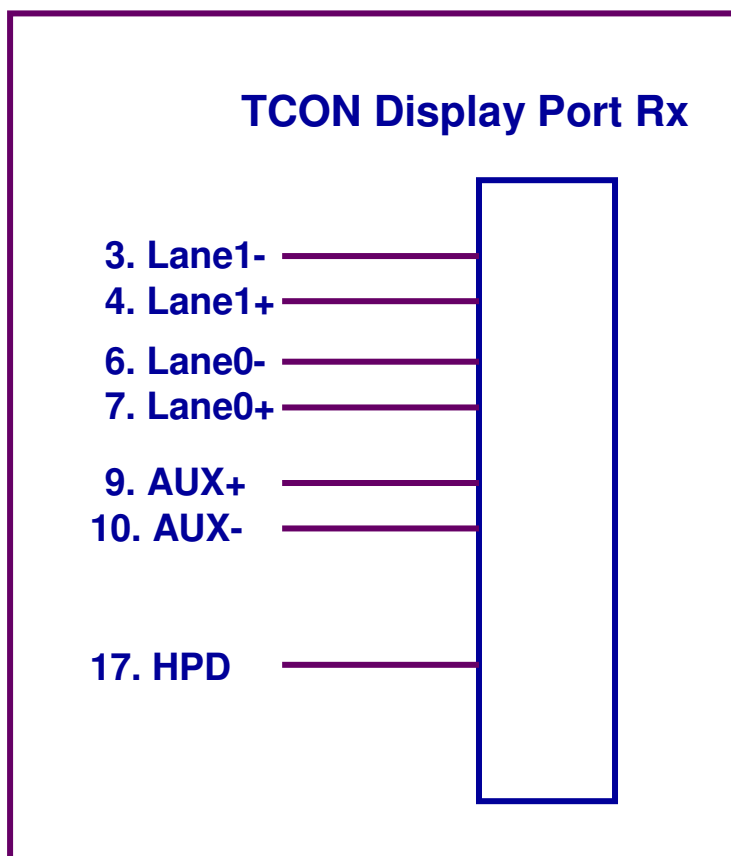 TCON Display Port Rx
3. Lane1-
4. Lane1+
6. Lane0-
7. Lane0+
9. AUX+
10. AUX-
17. HPD